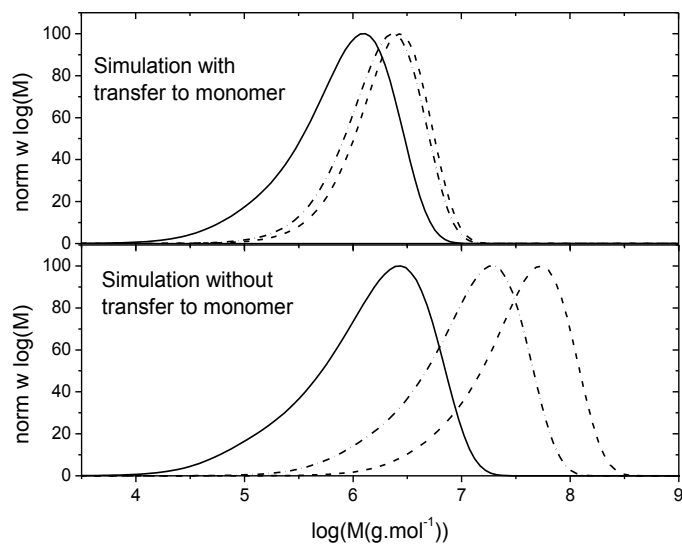 Simulation with
transfer to monomer
norm w log(M)
100
80
60
40
20
0
Simulation without
transfer to monomer
norm w log(M)
100
80
60
40
20
0
4 5 6 7 8 9
log(M(g.mol⁻¹))